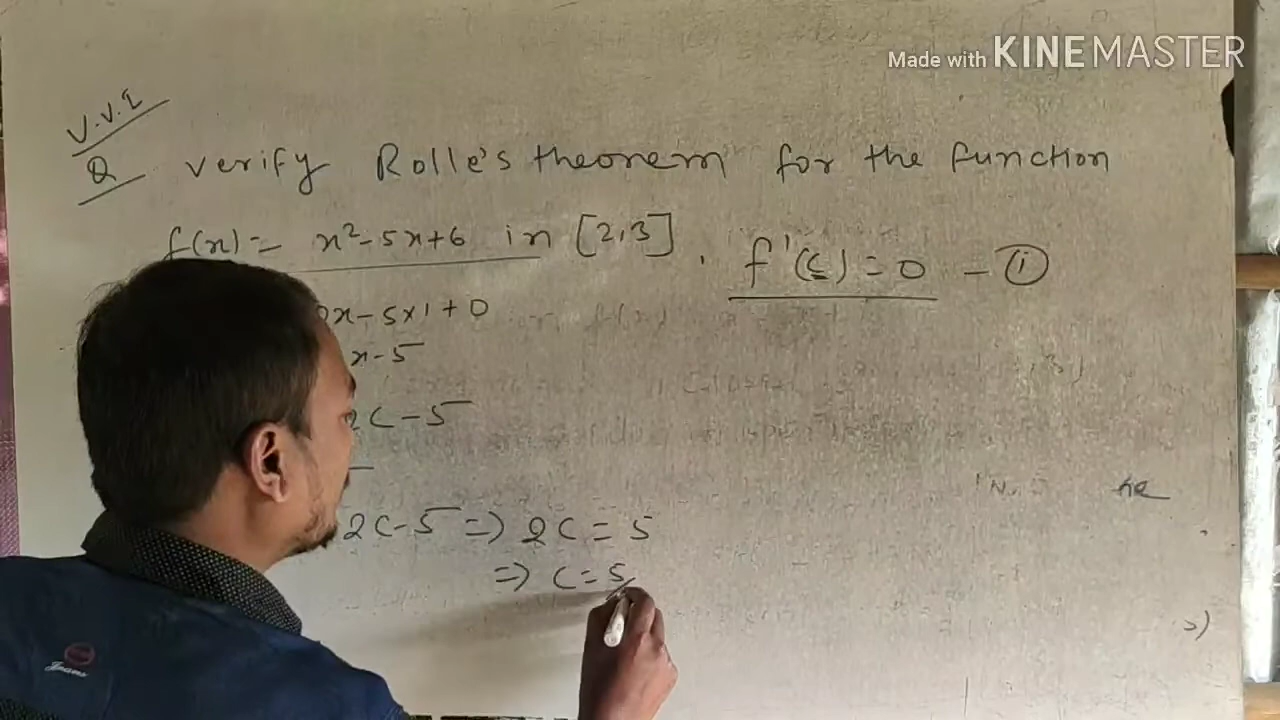 Made with KINEMASTER
V.V.I
Q verify Rolle's theorem for the function
f(x) = x²-5x+6 in [2,3].
f'(c) = 0 - ①
x - 5x1 + 0
x - 5
2c - 5
2c - 5 => 2c = 5
=> c = 5